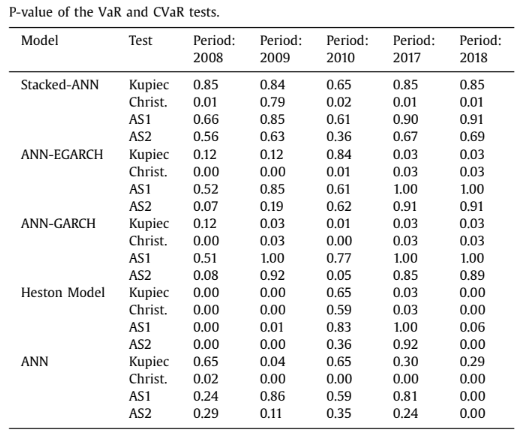 P-value of the VaR and CVaR tests.
Model Test Period: 2008 Period: 2009 Period: 2010 Period: 2017 Period: 2018
Stacked-ANN Kupiec 0.85 0.84 0.65 0.85 0.85
Christ. 0.01 0.79 0.02 0.01 0.01
AS1 0.66 0.85 0.61 0.90 0.91
AS2 0.56 0.63 0.36 0.67 0.69
ANN-EGARCH Kupiec 0.12 0.12 0.84 0.03 0.03
Christ. 0.00 0.00 0.01 0.03 0.03
AS1 0.52 0.85 0.61 1.00 1.00
AS2 0.07 0.19 0.62 0.91 0.91
ANN-GARCH Kupiec 0.12 0.03 0.01 0.03 0.03
Christ. 0.00 0.03 0.00 0.03 0.03
AS1 0.51 1.00 0.77 1.00 1.00
AS2 0.08 0.92 0.05 0.85 0.89
Heston Model Kupiec 0.00 0.00 0.65 0.03 0.00
Christ. 0.00 0.00 0.59 0.03 0.00
AS1 0.00 0.01 0.83 1.00 0.06
AS2 0.00 0.00 0.36 0.92 0.00
ANN Kupiec 0.65 0.04 0.65 0.30 0.29
Christ. 0.02 0.00 0.00 0.00 0.00
AS1 0.24 0.86 0.59 0.81 0.00
AS2 0.29 0.11 0.35 0.24 0.00